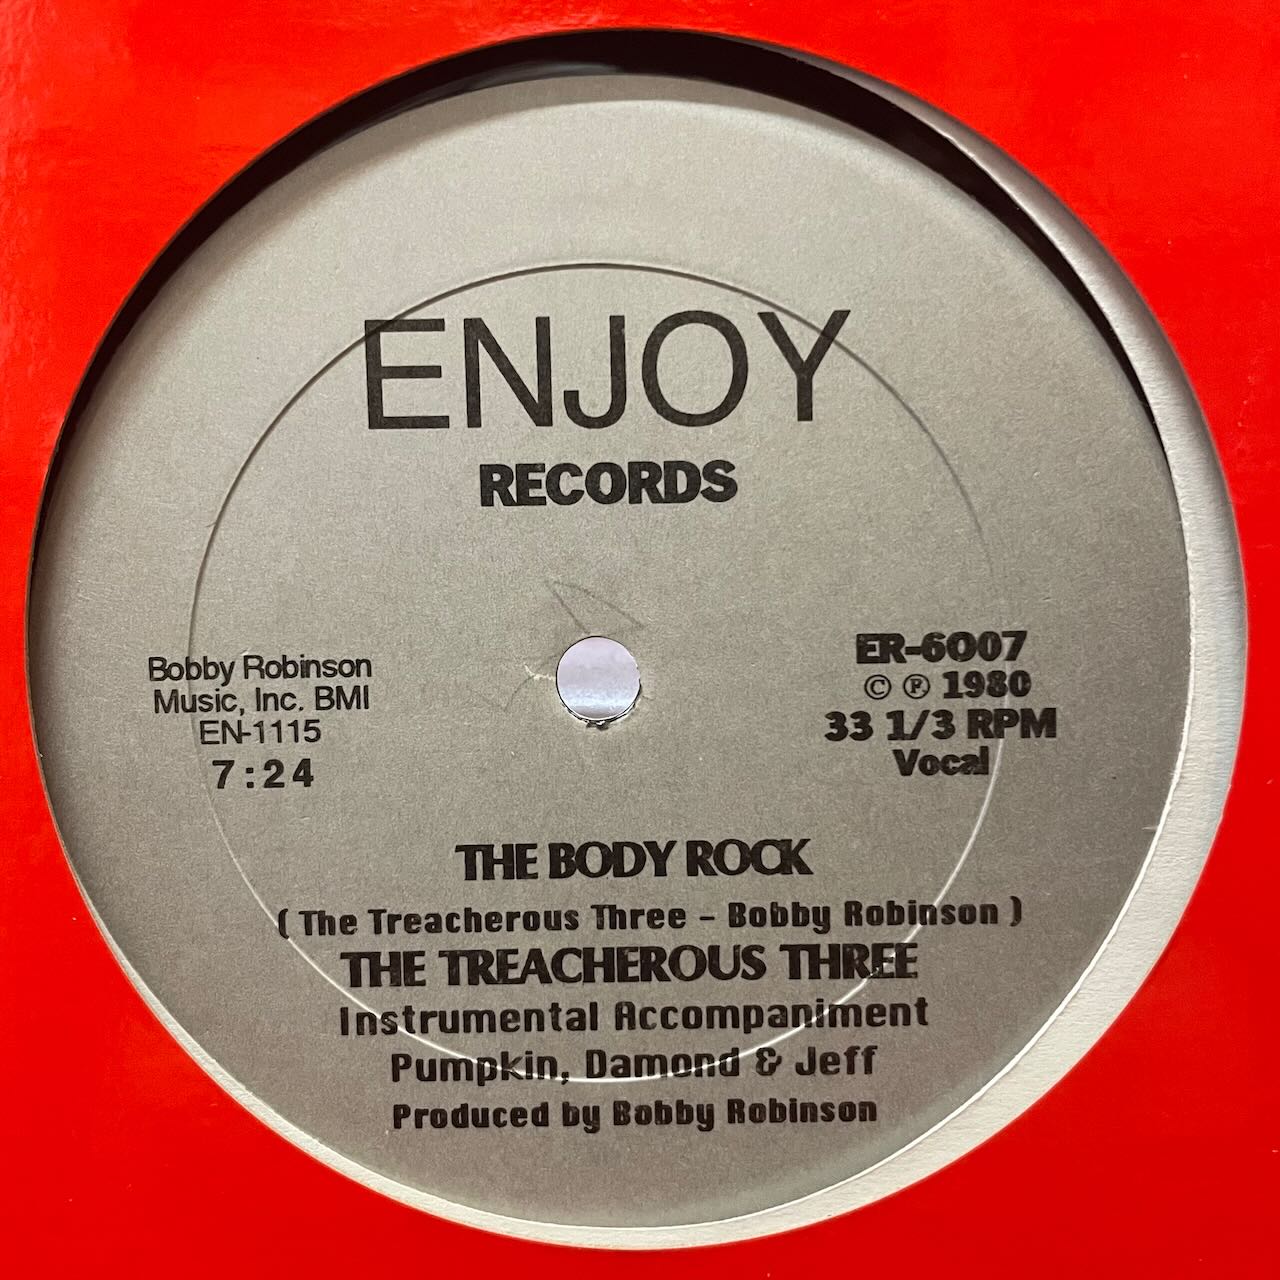 ENJOY
RECORDS
Bobby Robinson
Music, Inc. BMI
EN-1115
7:24
ER-6007
© ℗ 1980
33 1/3 RPM
Vocal
THE BODY ROCK
( The Treacherous Three - Bobby Robinson )
THE TREACHEROUS THREE
Instrumental Accompaniment
Pumpkin, Damond & Jeff
Produced by Bobby Robinson